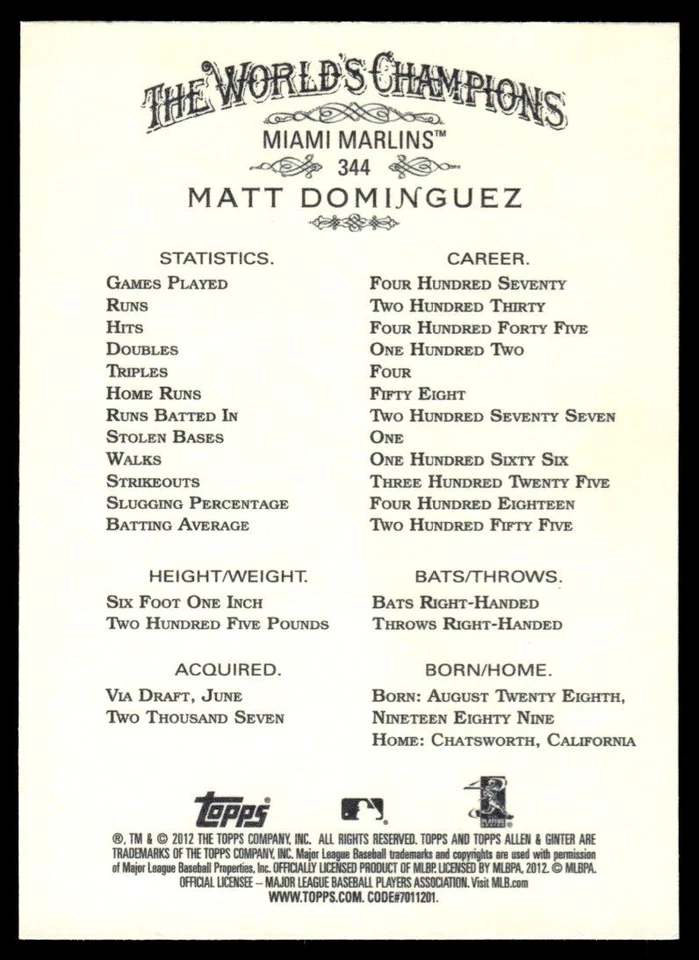 THE WORLD'S CHAMPIONS
MIAMI MARLINS™
344
MATT DOMINGUEZ
STATISTICS. CAREER.
GAMES PLAYED FOUR HUNDRED SEVENTY
RUNS TWO HUNDRED THIRTY
HITS FOUR HUNDRED FORTY FIVE
DOUBLES ONE HUNDRED TWO
TRIPLES FOUR
HOME RUNS FIFTY EIGHT
RUNS BATTED IN TWO HUNDRED SEVENTY SEVEN
STOLEN BASES ONE
WALKS ONE HUNDRED SIXTY SIX
STRIKEOUTS THREE HUNDRED TWENTY FIVE
SLUGGING PERCENTAGE FOUR HUNDRED EIGHTEEN
BATTING AVERAGE TWO HUNDRED FIFTY FIVE
HEIGHT/WEIGHT. BATS/THROWS.
SIX FOOT ONE INCH BATS RIGHT-HANDED
TWO HUNDRED FIVE POUNDS THROWS RIGHT-HANDED
ACQUIRED. BORN/HOME.
VIA DRAFT, JUNE BORN: AUGUST TWENTY EIGHTH,
TWO THOUSAND SEVEN NINETEEN EIGHTY NINE
HOME: CHATSWORTH, CALIFORNIA
topps®
®, TM & © 2012 THE TOPPS COMPANY, INC. ALL RIGHTS RESERVED. TOPPS AND TOPPS ALLEN & GINTER ARE
TRADEMARKS OF THE TOPPS COMPANY, INC. Major League Baseball trademarks and copyrights are used with permission
of Major League Baseball Properties, Inc. OFFICIALLY LICENSED PRODUCT OF MLBP. LICENSED BY MLBPA, 2012. © MLBPA.
OFFICIAL LICENSEE – MAJOR LEAGUE BASEBALL PLAYERS ASSOCIATION. Visit MLB.com
WWW.TOPPS.COM. CODE#7011201.